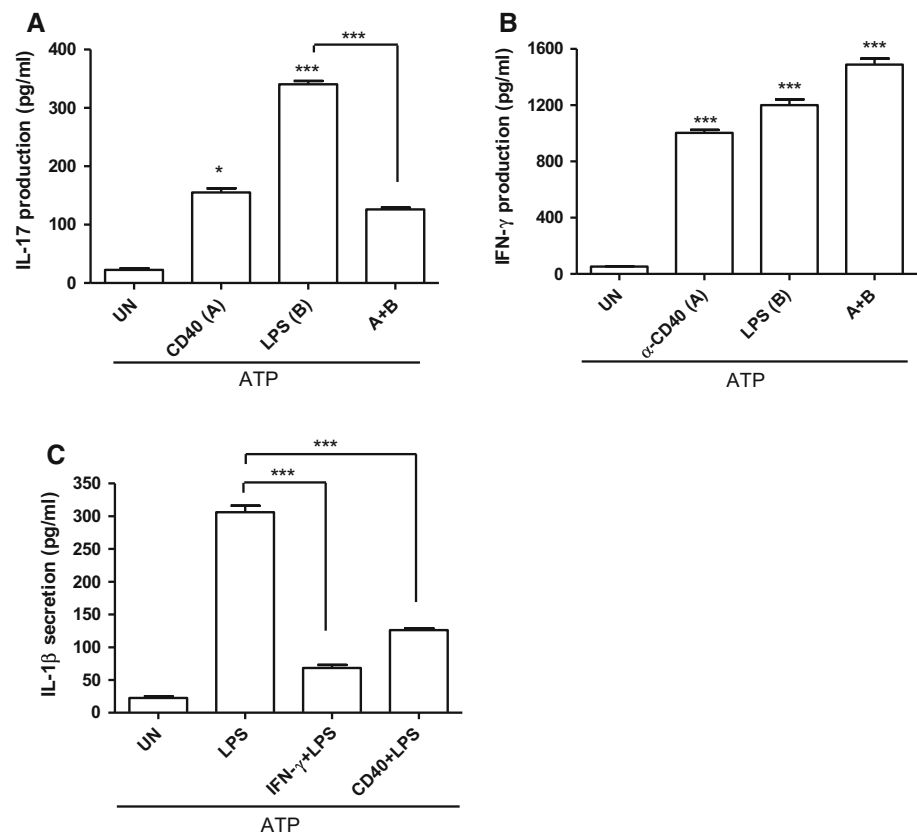 A
IL-17 production (pg/ml)
400
300
200
100
0
***
***
*
UN
CD40 (A)
LPS (B)
A+B
ATP
B
IFN-γ production (pg/ml)
1600
1200
800
400
0
***
***
***
UN
α-CD40 (A)
LPS (B)
A+B
ATP
C
IL-1β secretion (pg/ml)
350
300
250
200
150
100
50
0
***
***
UN
LPS
IFN-γ+LPS
CD40+LPS
ATP